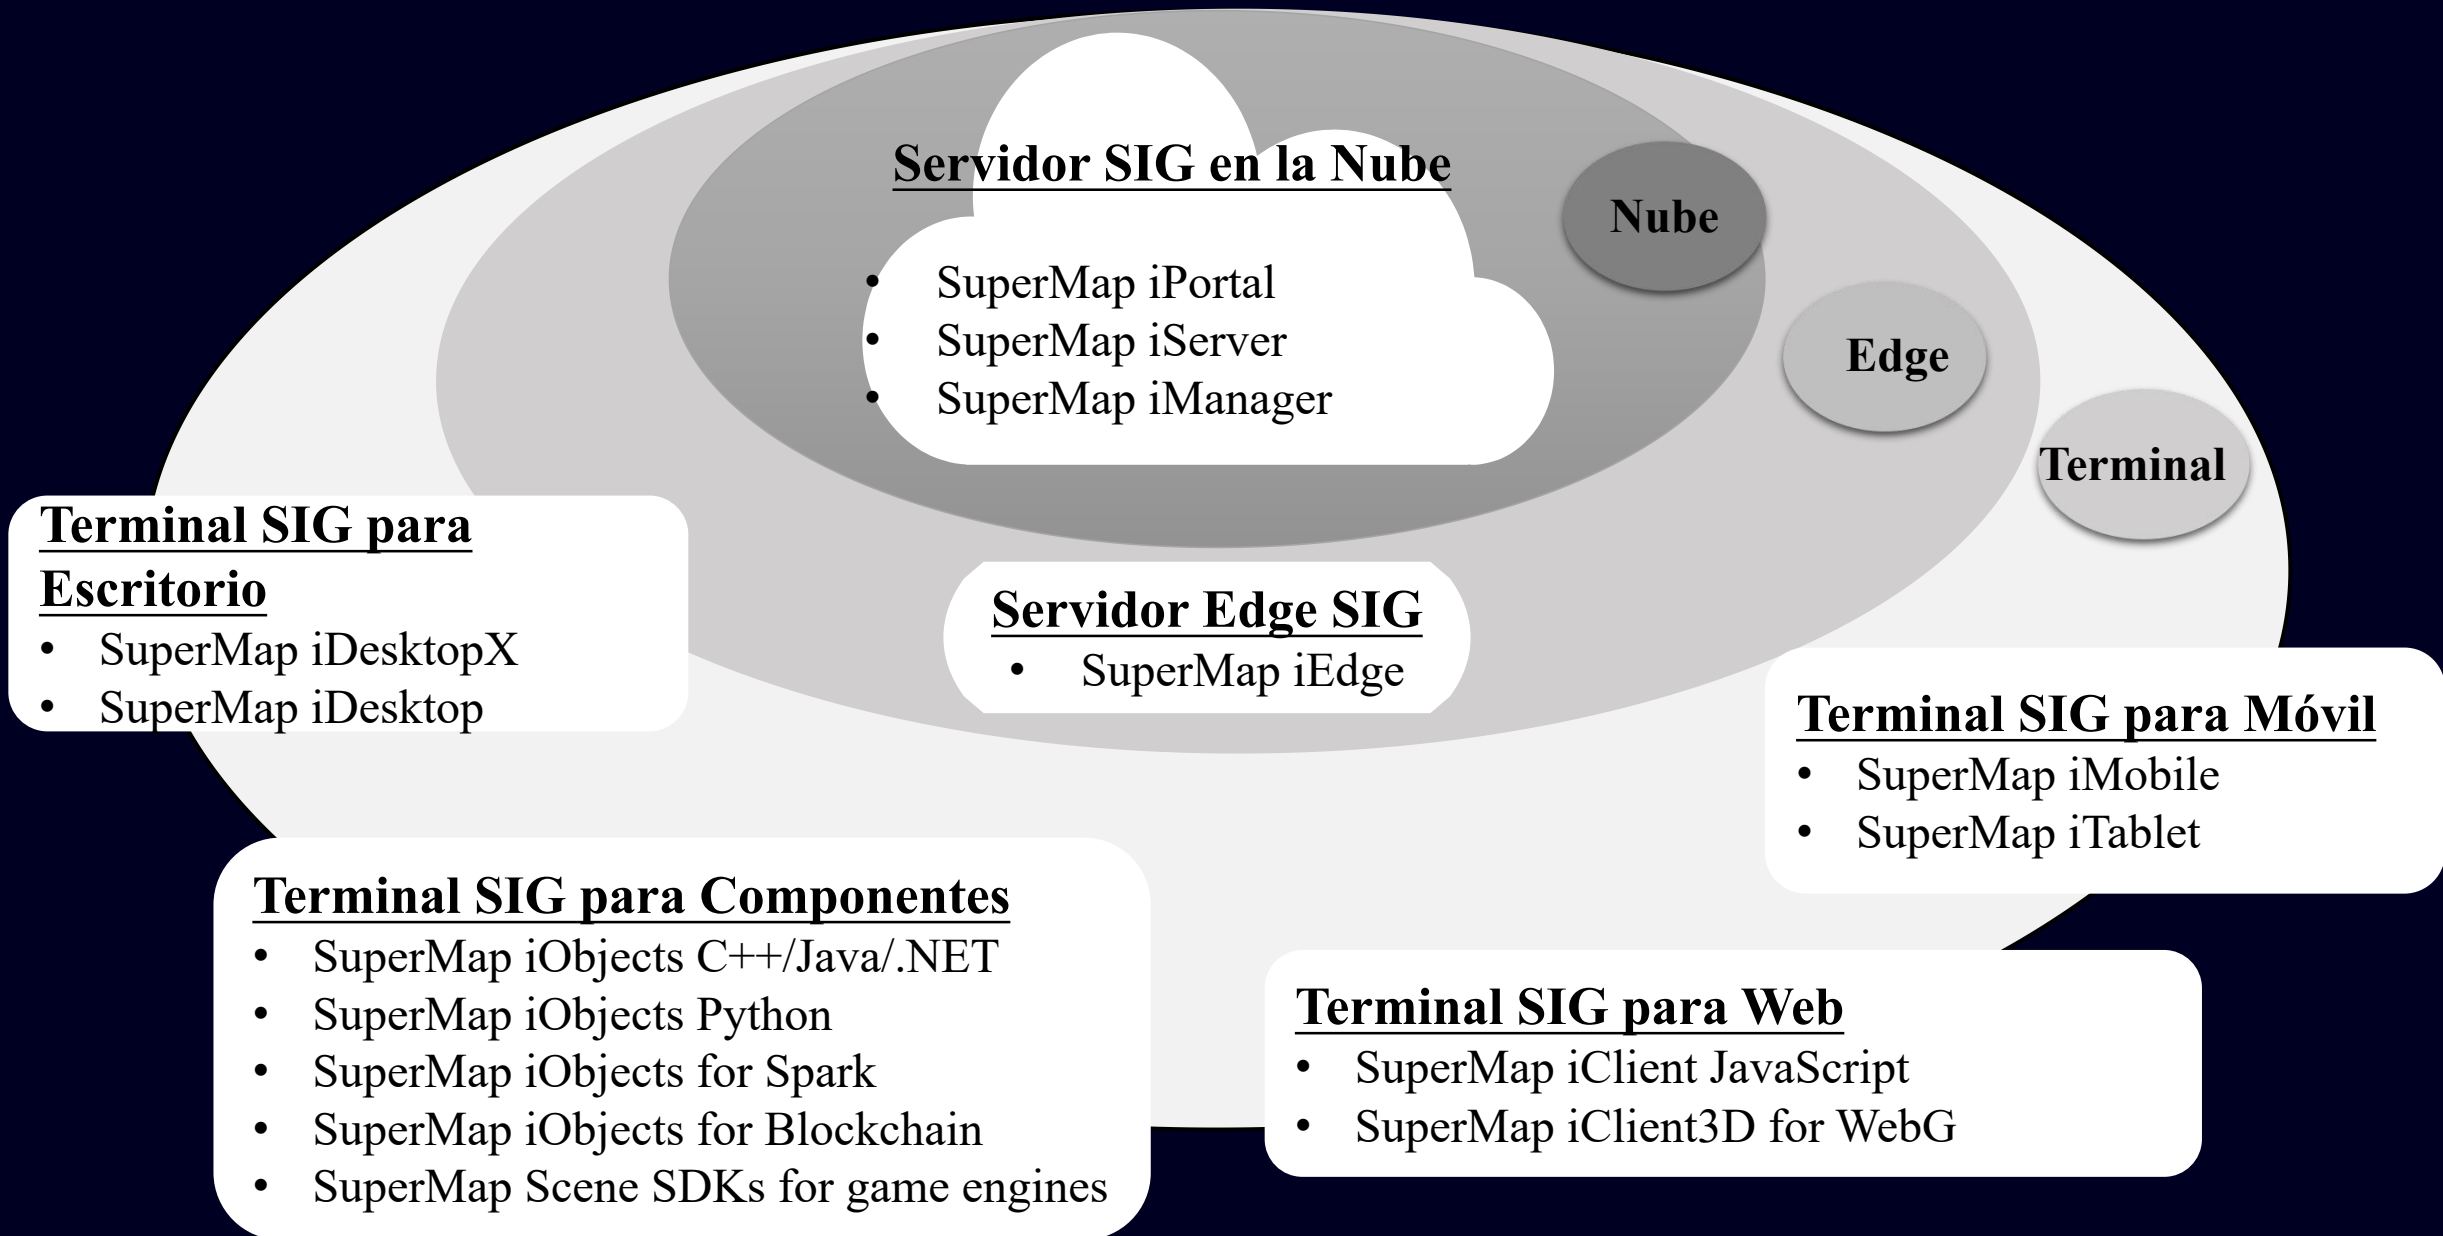 Servidor SIG en la Nube
• SuperMap iPortal
• SuperMap iServer
• SuperMap iManager
Nube
Edge
Terminal
Terminal SIG para
Escritorio
• SuperMap iDesktopX
• SuperMap iDesktop
Servidor Edge SIG
• SuperMap iEdge
Terminal SIG para Móvil
• SuperMap iMobile
• SuperMap iTablet
Terminal SIG para Componentes
• SuperMap iObjects C++/Java/.NET
• SuperMap iObjects Python
• SuperMap iObjects for Spark
• SuperMap iObjects for Blockchain
• SuperMap Scene SDKs for game engines
Terminal SIG para Web
• SuperMap iClient JavaScript
• SuperMap iClient3D for WebG